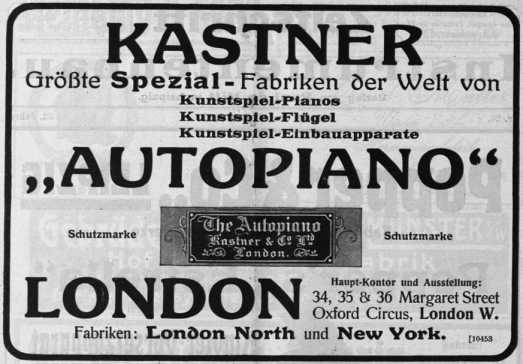 KASTNER
Größte Spezial-Fabriken der Welt von
Kunstspiel-Pianos
Kunstspiel-Flügel
Kunstspiel-Einbauapparate
„AUTOPIANO“
Schutzmarke
The Autopiano
Kastner & Co Ltd
London.
Schutzmarke
LONDON
Haupt-Kontor und Ausstellung:
34, 35 & 36 Margaret Street
Oxford Circus, London W.
Fabriken: London North und New York.
[10453